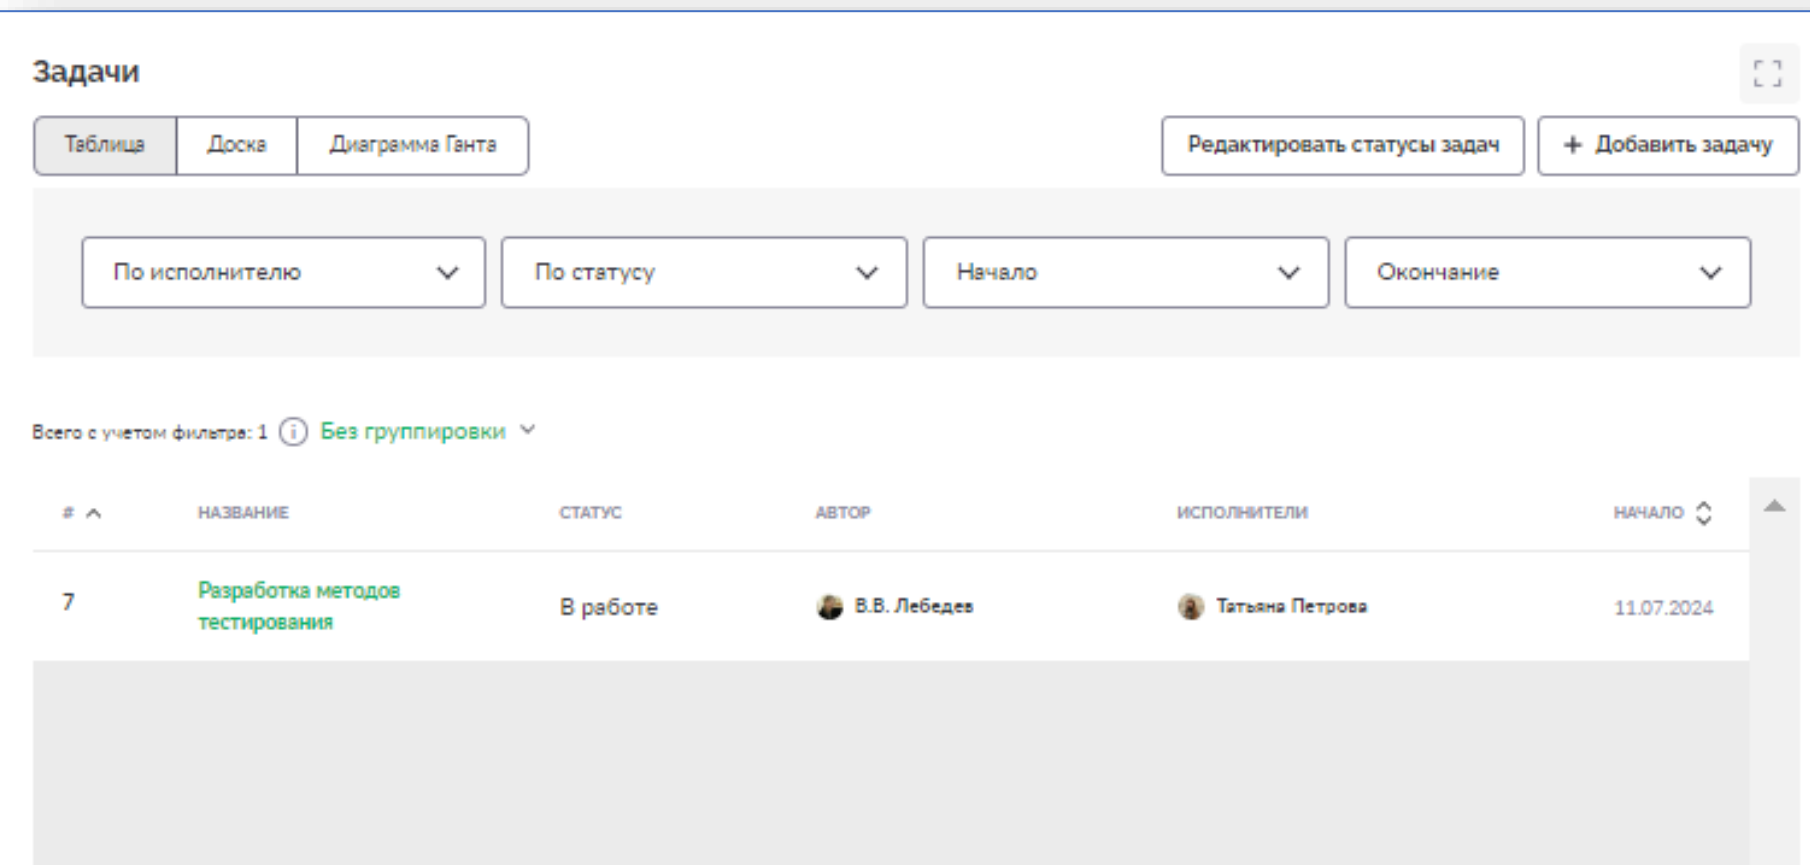 Задачи
Таблица Доска Диаграмма Ганта Редактировать статусы задач + Добавить задачу
По исполнителю По статусу Начало Окончание
Всего с учетом фильтра: 1 Без группировки
# НАЗВАНИЕ СТАТУС АВТОР ИСПОЛНИТЕЛИ НАЧАЛО
7 Разработка методов тестирования В работе В.В. Лебедев Татьяна Петрова 11.07.2024